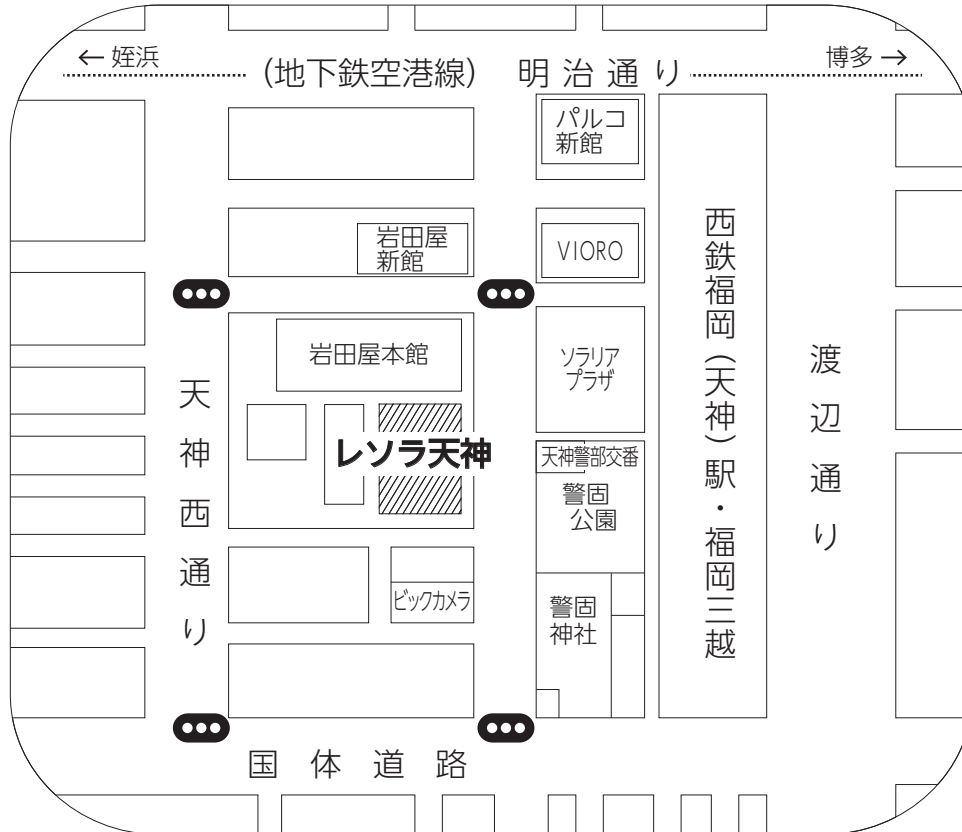 ← 姪浜
(地下鉄空港線)
明治通り
博多 →
パルコ
新館
岩田屋
新館
VIORO
西鉄福岡(天神)駅・福岡三越
岩田屋本館
ソラリア
プラザ
渡辺通り
天神西通り
レソラ天神
天神警部交番
警固
公園
ビックカメラ
警固
神社
国体道路